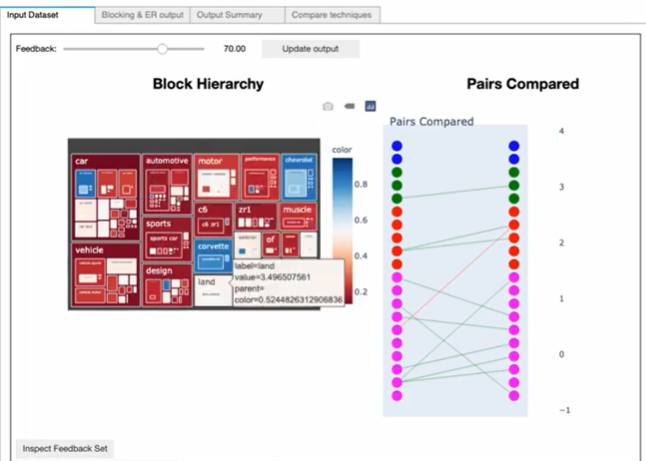 Input Dataset
Blocking & ER output
Output Summary
Compare techniques
Feedback:
70.00
Update output
Block Hierarchy
Pairs Compared
Pairs Compared
color
car
automotive
motor
performance
chevrolet
c6
zr1
muscle
c6 zr1
sports
sports car
corvette
of
vehicle
design
land
label=land
value=3.496507561
parent=
color=0.5244826312906836
0.8
0.6
0.4
0.2
4
3
2
1
0
−1
Inspect Feedback Set